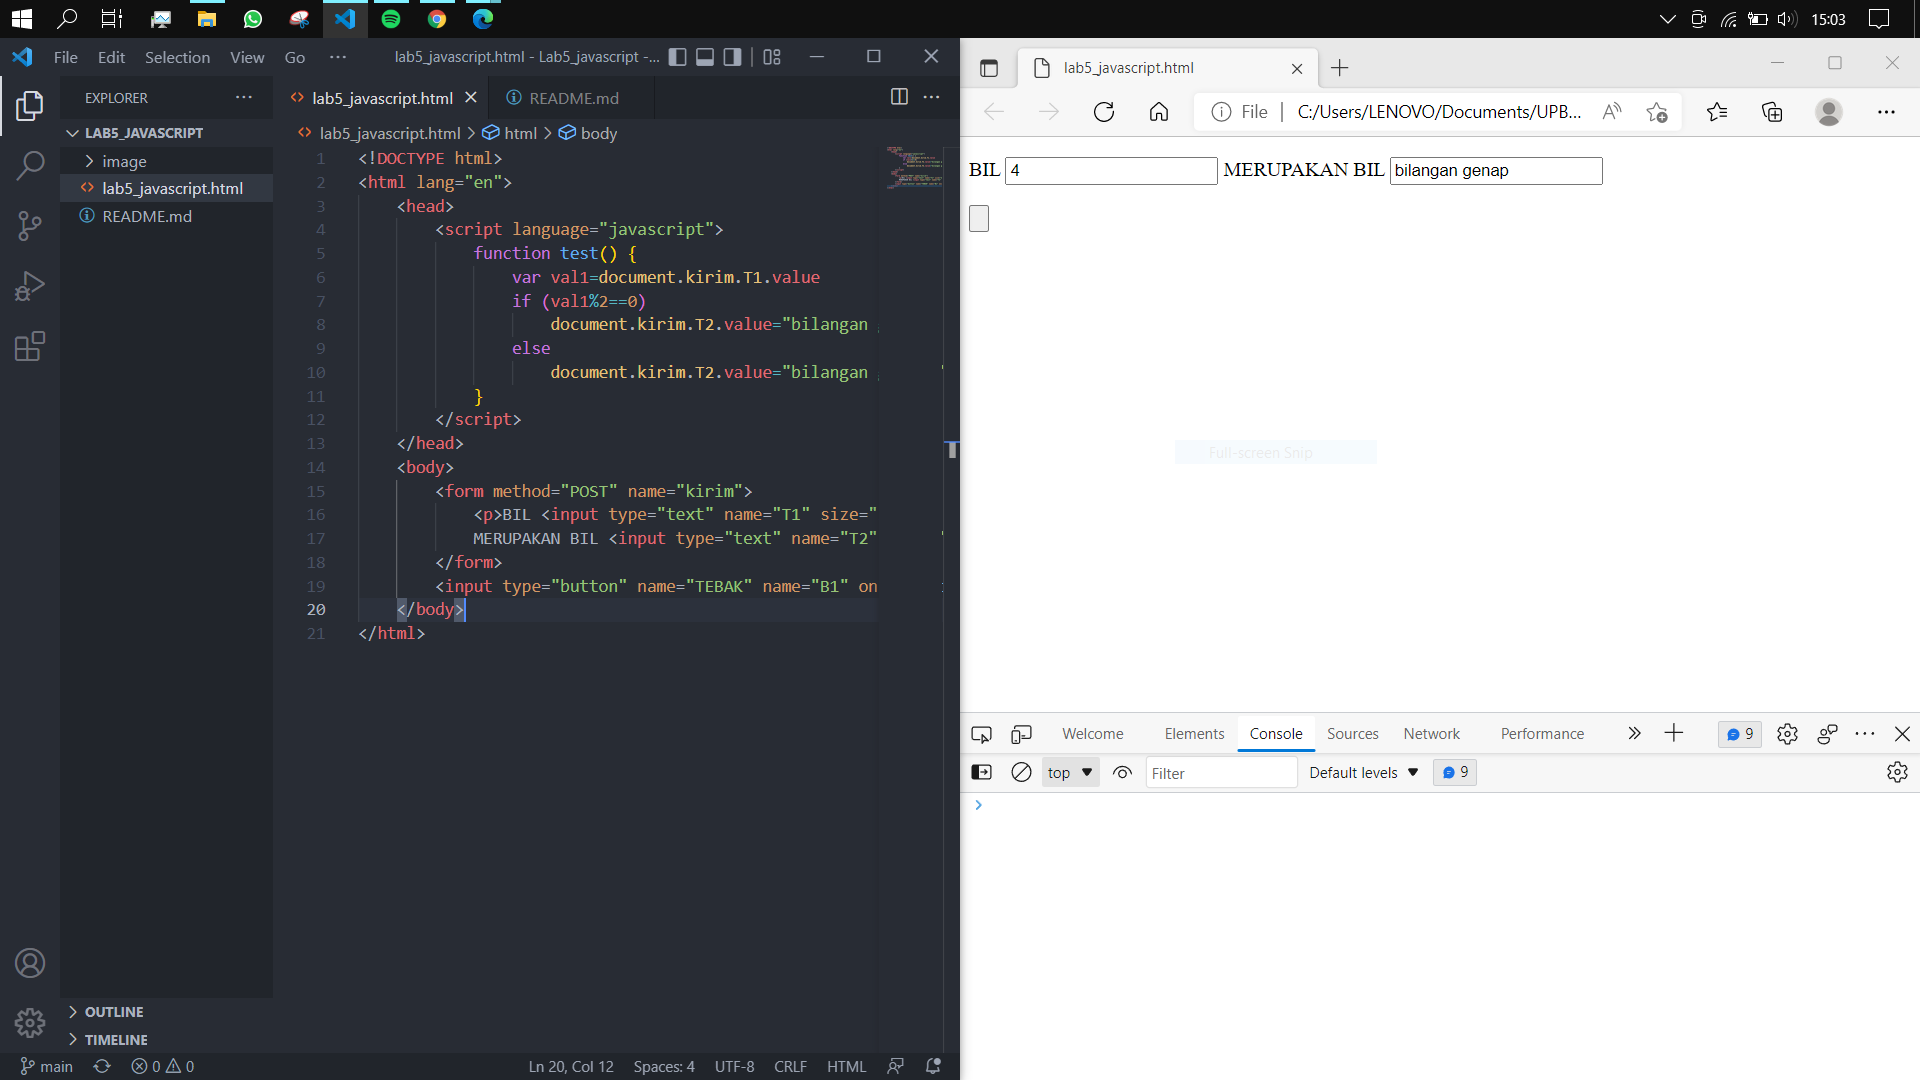 15:03
File Edit Selection View Go ··· lab5_javascript.html - Lab5_javascript -...
EXPLORER
LAB5_JAVASCRIPT
image
lab5_javascript.html
README.md
OUTLINE
TIMELINE
lab5_javascript.html README.md
lab5_javascript.html > html > body
1 <!DOCTYPE html>
2 <html lang="en">
3 <head>
4 <script language="javascript">
5 function test() {
6 var val1=document.kirim.T1.value
7 if (val1%2==0)
8 document.kirim.T2.value="bilangan
9 else
10 document.kirim.T2.value="bilangan "
11 }
12 </script>
13 </head>
14 <body>
15 <form method="POST" name="kirim">
16 <p>BIL <input type="text" name="T1" size="
17 MERUPAKAN BIL <input type="text" name="T2" "
18 </form>
19 <input type="button" name="TEBAK" name="B1" on
20 </body>
21 </html>
main 0 0 Ln 20, Col 12 Spaces: 4 UTF-8 CRLF HTML
lab5_javascript.html
File C:/Users/LENOVO/Documents/UPB...
BIL 4 MERUPAKAN BIL bilangan genap
Full-screen Snip
Welcome Elements Console Sources Network Performance 9
top Filter Default levels 9